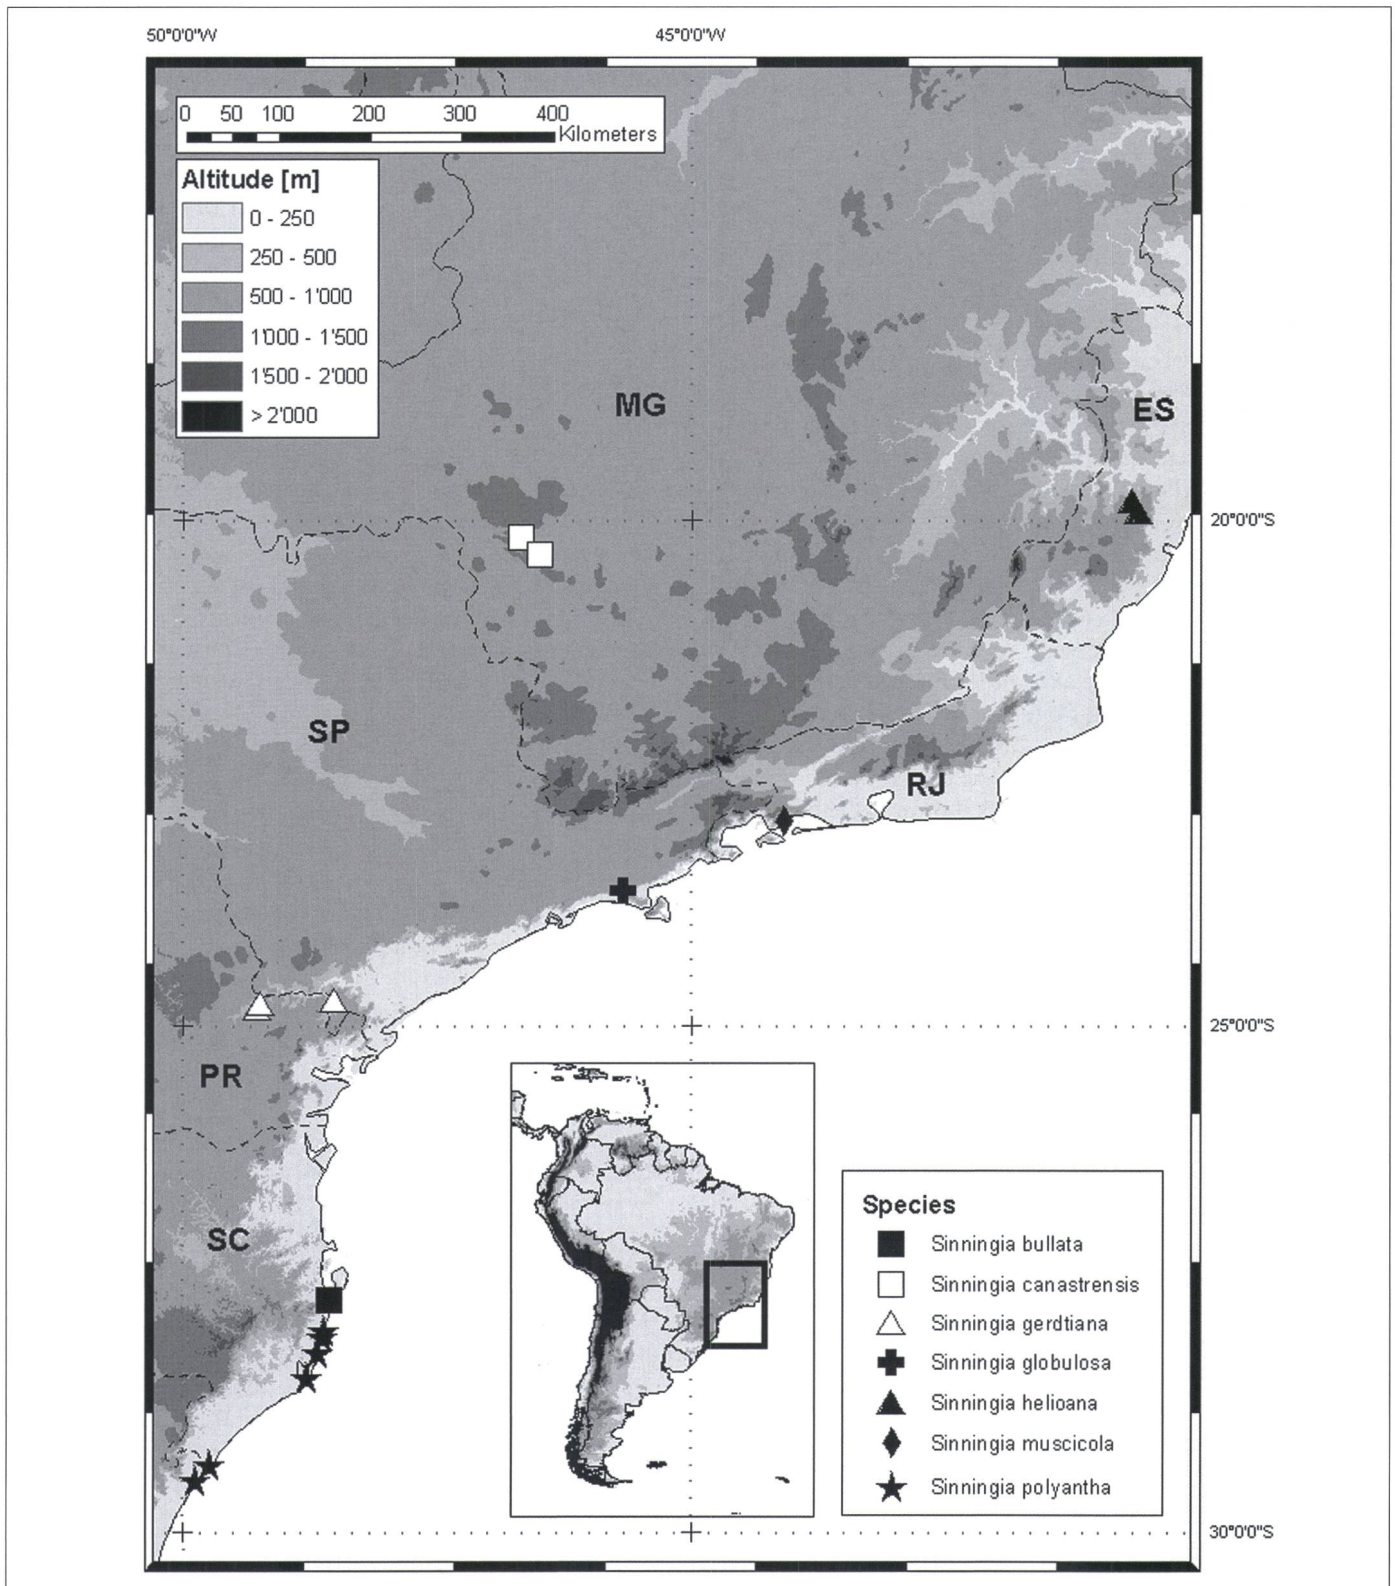 50°0'0"W 45°0'0"W
0 50 100 200 300 400
Kilometers
Altitude [m]
0 - 250
250 - 500
500 - 1'000
1'000 - 1'500
1'500 - 2'000
> 2'000
MG
ES
20°0'0"S
SP
RJ
25°0'0"S
PR
SC
Species
Sinningia bullata
Sinningia canastrensis
Sinningia gerdtiana
Sinningia globulosa
Sinningia helioana
Sinningia muscicola
Sinningia polyantha
30°0'0"S